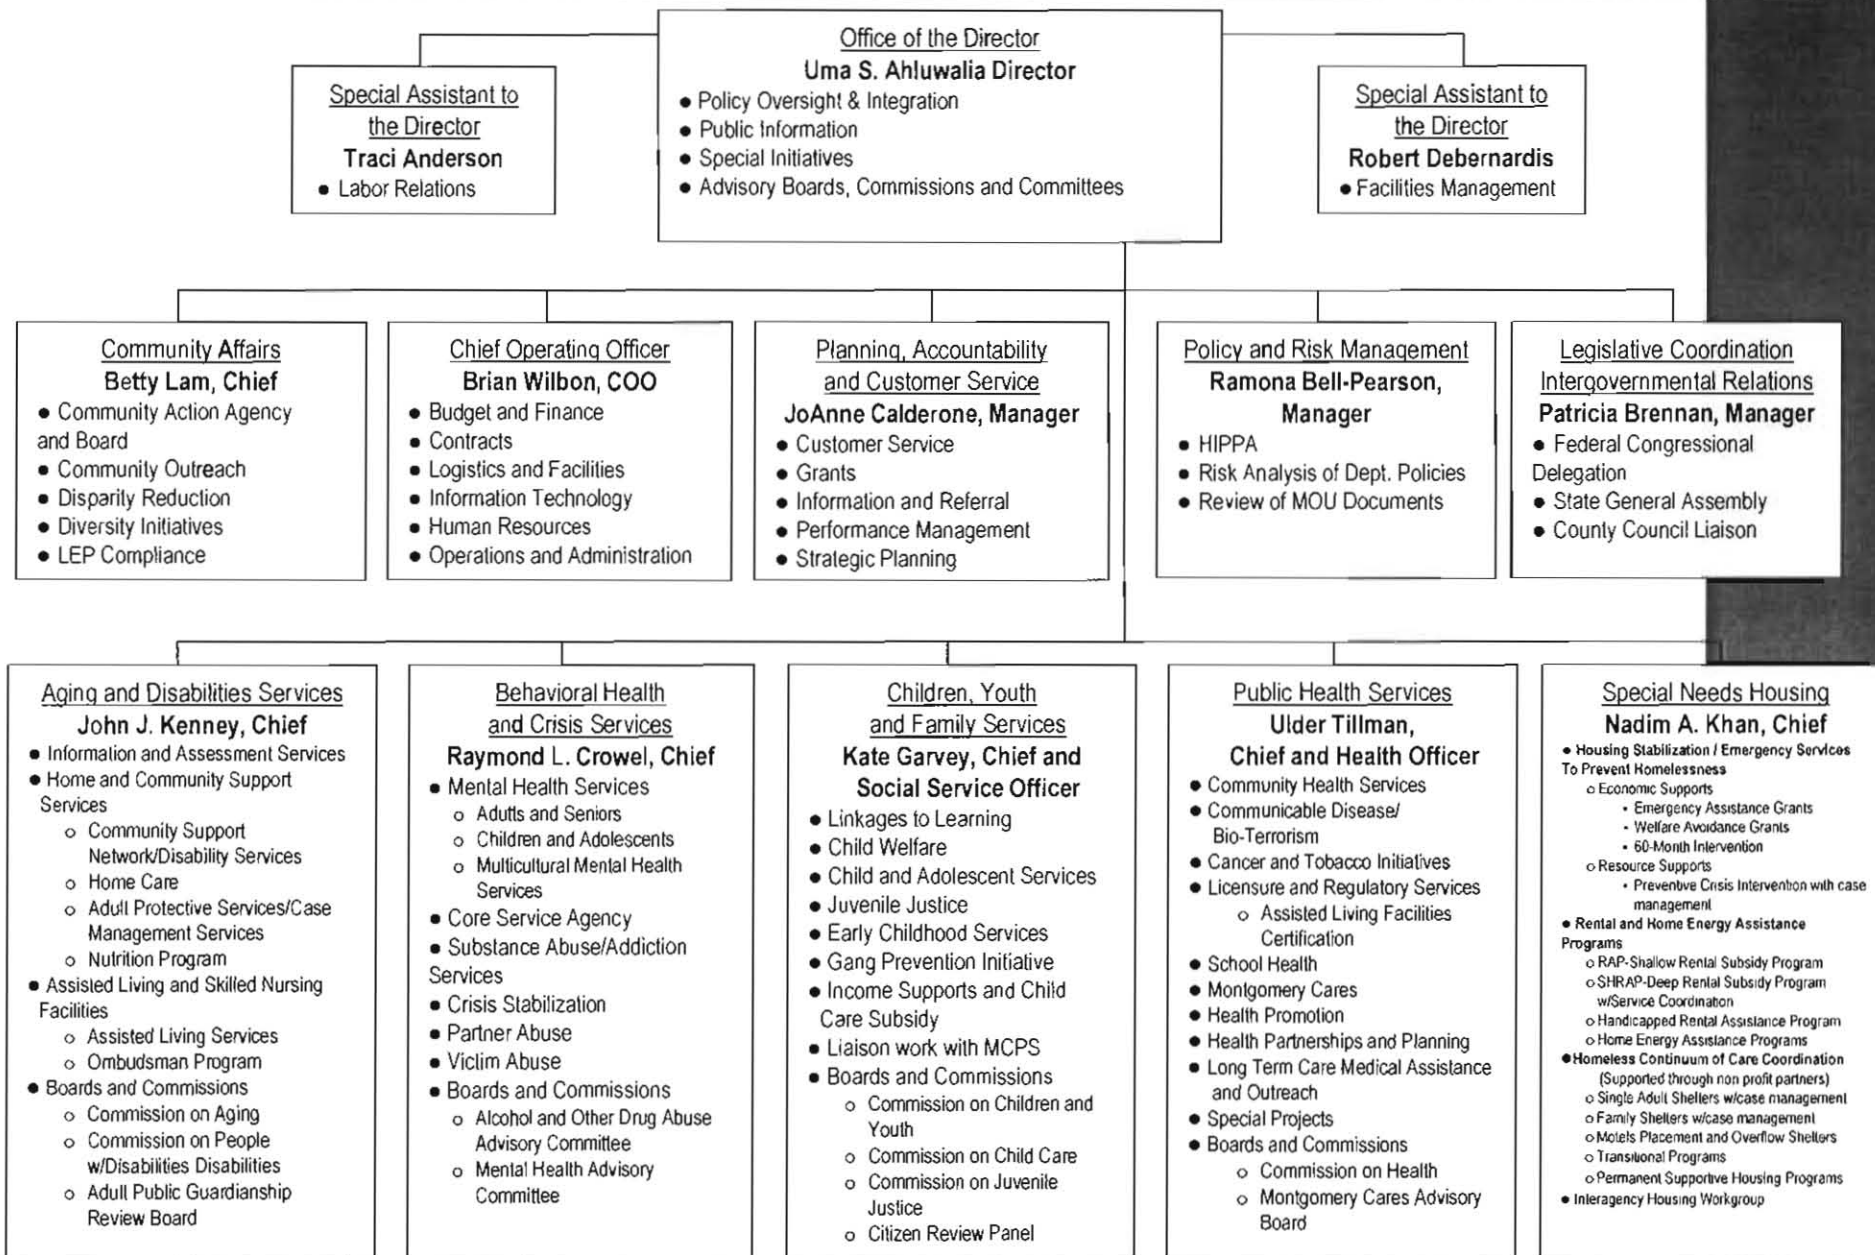 Office of the Director
Uma S. Ahluwalia Director
● Policy Oversight & Integration
● Public Information
● Special Initiatives
● Advisory Boards, Commissions and Committees
Special Assistant to
the Director
Traci Anderson
● Labor Relations
Special Assistant to
the Director
Robert Debernardis
● Facilities Management
Community Affairs
Betty Lam, Chief
● Community Action Agency
and Board
● Community Outreach
● Disparity Reduction
● Diversity Initiatives
● LEP Compliance
Chief Operating Officer
Brian Wilbon, COO
● Budget and Finance
● Contracts
● Logistics and Facilities
● Information Technology
● Human Resources
● Operations and Administration
Planning, Accountability
and Customer Service
JoAnne Calderone, Manager
● Customer Service
● Grants
● Information and Referral
● Performance Management
● Strategic Planning
Policy and Risk Management
Ramona Bell-Pearson,
Manager
● HIPPA
● Risk Analysis of Dept. Policies
● Review of MOU Documents
Legislative Coordination
Intergovernmental Relations
Patricia Brennan, Manager
● Federal Congressional
Delegation
● State General Assembly
● County Council Liaison
Aging and Disabilities Services
John J. Kenney, Chief
● Information and Assessment Services
● Home and Community Support
Services
o Community Support
Network/Disability Services
o Home Care
o Adult Protective Services/Case
Management Services
o Nutrition Program
● Assisted Living and Skilled Nursing
Facilities
o Assisted Living Services
o Ombudsman Program
● Boards and Commissions
o Commission on Aging
o Commission on People
w/Disabilities Disabilities
o Adult Public Guardianship
Review Board
Behavioral Health
and Crisis Services
Raymond L. Crowel, Chief
● Mental Health Services
o Adults and Seniors
o Children and Adolescents
o Multicultural Mental Health
Services
● Core Service Agency
● Substance Abuse/Addiction
Services
● Crisis Stabilization
● Partner Abuse
● Victim Abuse
● Boards and Commissions
o Alcohol and Other Drug Abuse
Advisory Committee
o Mental Health Advisory
Committee
Children, Youth
and Family Services
Kate Garvey, Chief and
Social Service Officer
● Linkages to Learning
● Child Welfare
● Child and Adolescent Services
● Juvenile Justice
● Early Childhood Services
● Gang Prevention Initiative
● Income Supports and Child
Care Subsidy
● Liaison work with MCPS
● Boards and Commissions
o Commission on Children and
Youth
o Commission on Child Care
o Commission on Juvenile
Justice
o Citizen Review Panel
Public Health Services
Ulder Tillman,
Chief and Health Officer
● Community Health Services
● Communicable Disease/
Bio-Terrorism
● Cancer and Tobacco Initiatives
● Licensure and Regulatory Services
o Assisted Living Facilities
Certification
● School Health
● Montgomery Cares
● Health Promotion
● Health Partnerships and Planning
● Long Term Care Medical Assistance
and Outreach
● Special Projects
● Boards and Commissions
o Commission on Health
o Montgomery Cares Advisory
Board
Special Needs Housing
Nadim A. Khan, Chief
● Housing Stabilization / Emergency Services
To Prevent Homelessness
o Economic Supports
▪ Emergency Assistance Grants
▪ Welfare Avoidance Grants
▪ 60-Month Intervention
o Resource Supports
▪ Preventive Crisis Intervention with case
management
● Rental and Home Energy Assistance
Programs
o RAP-Shallow Rental Subsidy Program
o SHRAP-Deep Rental Subsidy Program
w/Service Coordination
o Handicapped Rental Assistance Program
o Home Energy Assistance Programs
● Homeless Continuum of Care Coordination
(Supported through non profit partners)
o Single Adult Shelters w/case management
o Family Shelters w/case management
o Motels Placement and Overflow Shelters
o Transitional Programs
o Permanent Supportive Housing Programs
● Interagency Housing Workgroup